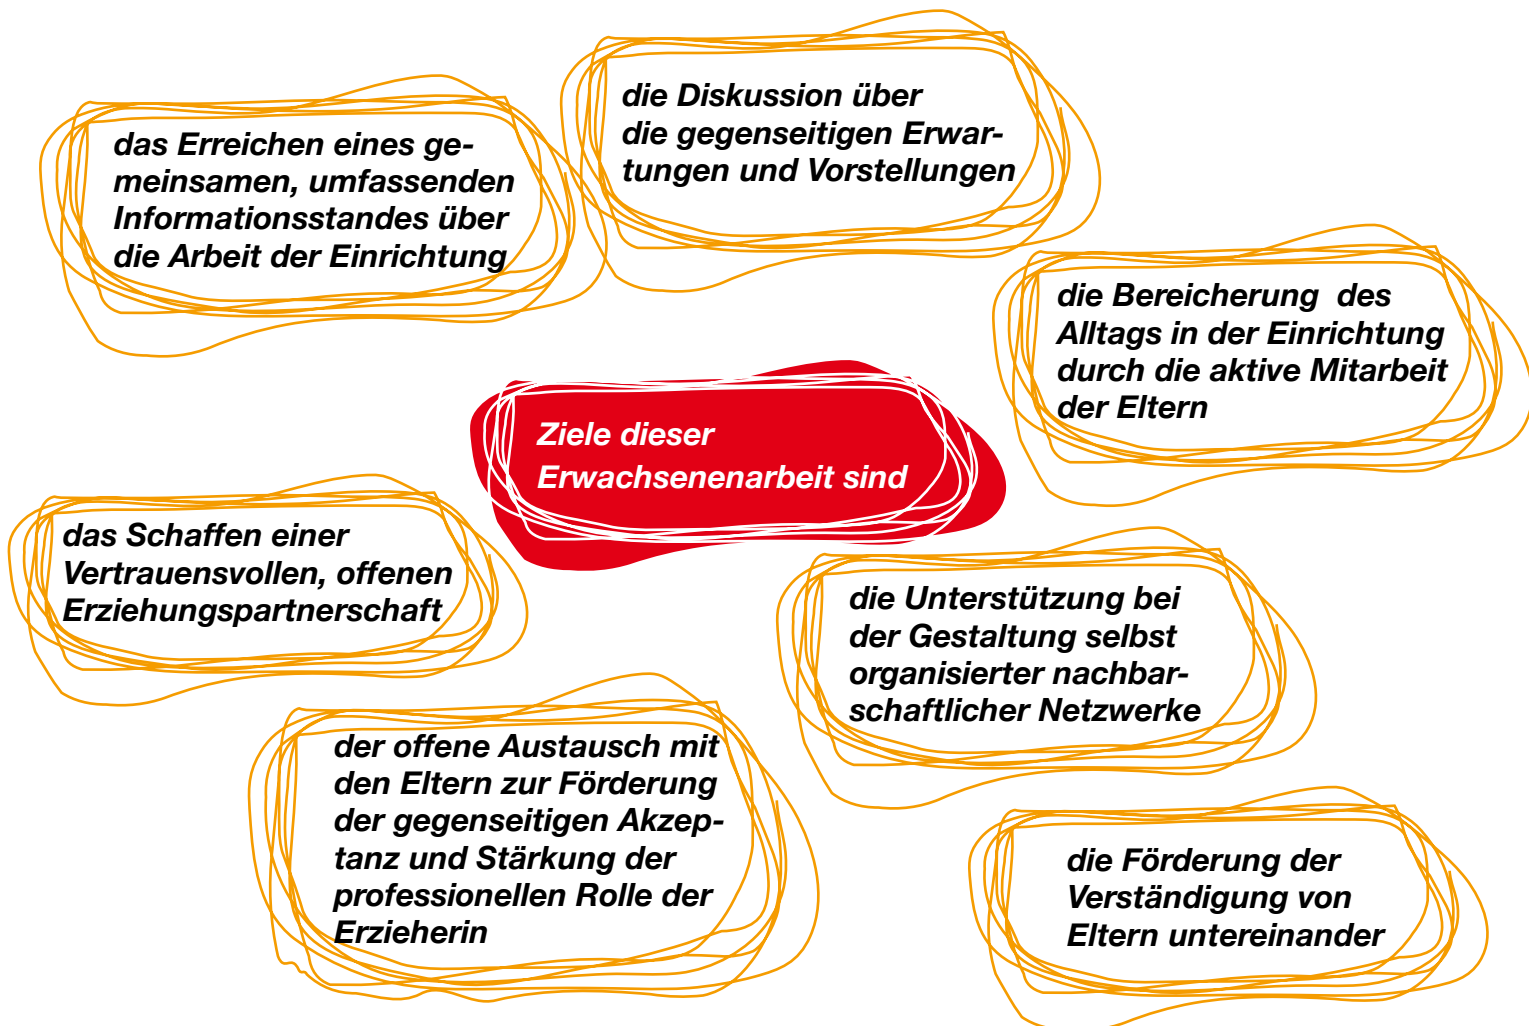 die Diskussion über
die gegenseitigen Erwar-
tungen und Vorstellungen
das Erreichen eines ge-
meinsamen, umfassenden
Informationsstandes über
die Arbeit der Einrichtung
die Bereicherung  des
Alltags in der Einrichtung
durch die aktive Mitarbeit
der Eltern
Ziele dieser
Erwachsenenarbeit sind
das Schaffen einer
Vertrauensvollen, offenen
Erziehungspartnerschaft
die Unterstützung bei
der Gestaltung selbst
organisierter nachbar-
schaftlicher Netzwerke
der offene Austausch mit
den Eltern zur Förderung
der gegenseitigen Akzep-
tanz und Stärkung der
professionellen Rolle der
Erzieherin
die Förderung der
Verständigung von
Eltern untereinander